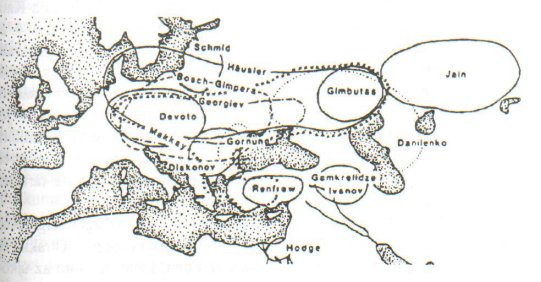 Schmid
Häusler
Bosch-Gimpera
Georgiev
Gimbutas
Jain
Devoto
Makkay
Gornung
Danilenko
Diakonov
Renfrew
Gamkrelidze
Ivanov
Hodge